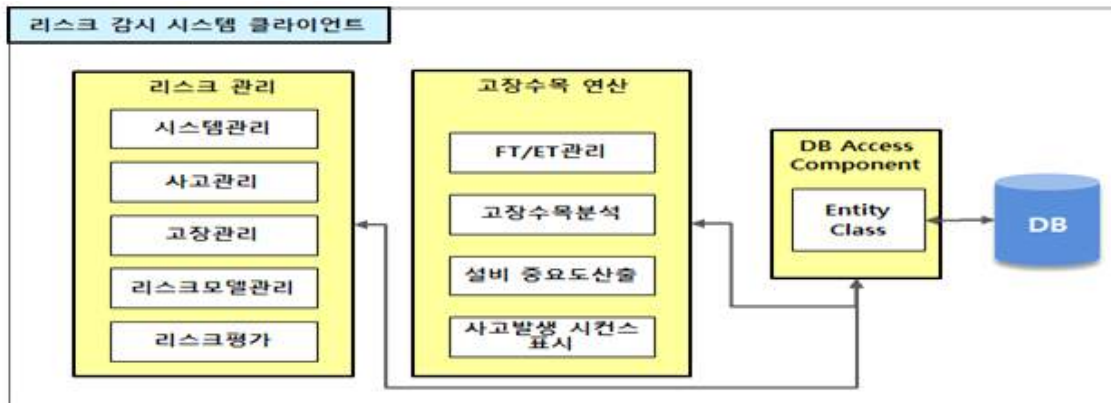 리스크 감시 시스템 클라이언트
리스크 관리
시스템관리
사고관리
고장관리
리스크모델관리
리스크평가
고장수목 연산
FT/ET관리
고장수목분석
설비 중요도산출
사고발생 시컨스
표시
DB Access
Component
Entity
Class
DB